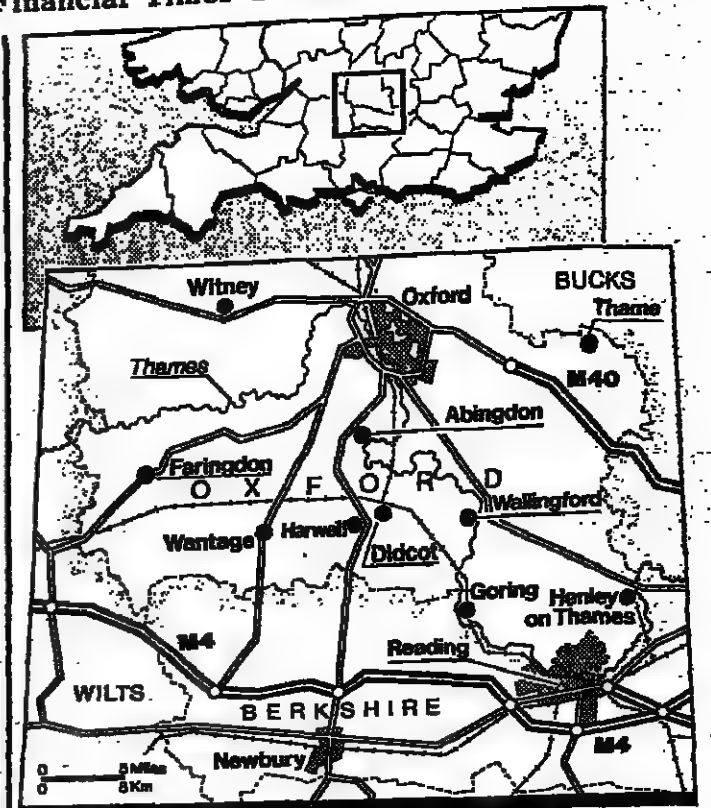 Financial Times
BUCKS
Witney
Oxford
Thame
Thames
M40
Abingdon
Faringdon
O X F O R D
Wallingford
Wantage
Harwell
Didcot
Goring
Henley
on Thames
M4
Reading
WILTS
BERKSHIRE
Newbury
M4
0 5 Miles
0 8 Km